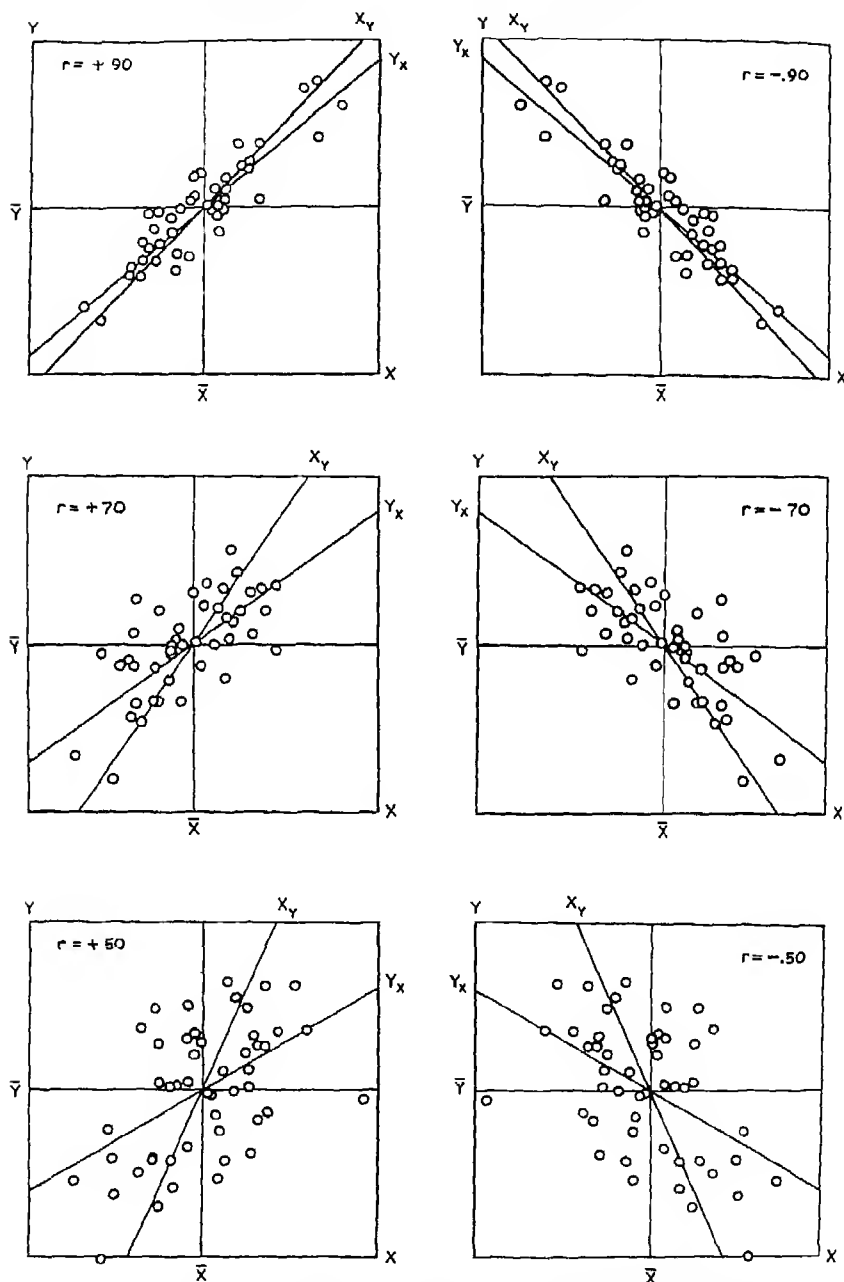 Y X_Y
r = + 90
Y_X
Ȳ
X̄
X
Y_X X_Y
r = -.90
Ȳ
X̄
X
Y X_Y
r = + 70
Y_X
Ȳ
X̄
X
Y X_Y
Y_X
r = - 70
Ȳ
X̄
X
Y X_Y
r = + 50
Y_X
Ȳ
X̄
X
Y X_Y
Y_X
r = -.50
Ȳ
X̄
X